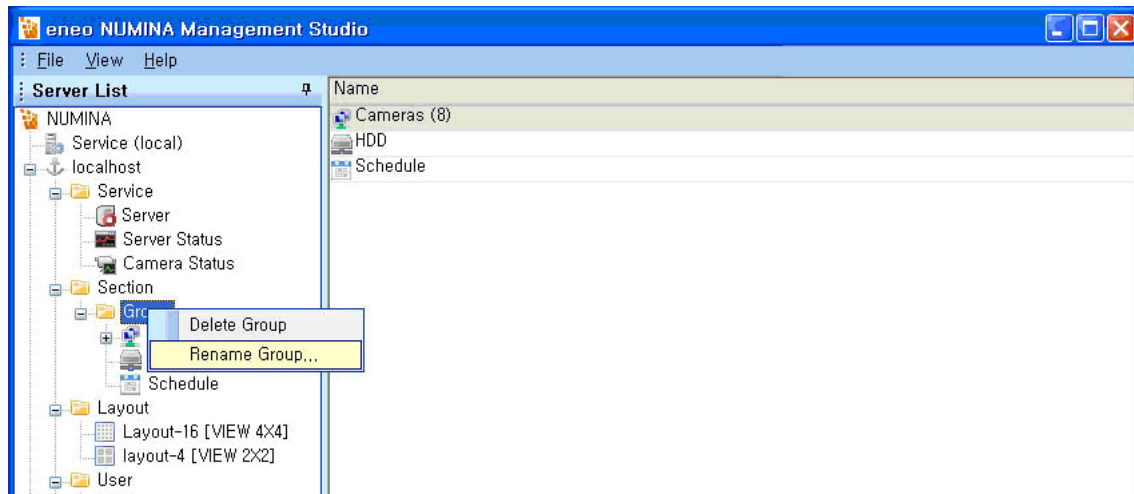 eneo NUMINA Management Studio
File View Help
Server List
Name
NUMINA
Service (local)
localhost
Service
Server
Server Status
Camera Status
Section
Delete Group
Rename Group...
Schedule
Layout
Layout-16 [VIEW 4X4]
layout-4 [VIEW 2X2]
User
Cameras (8)
HDD
Schedule